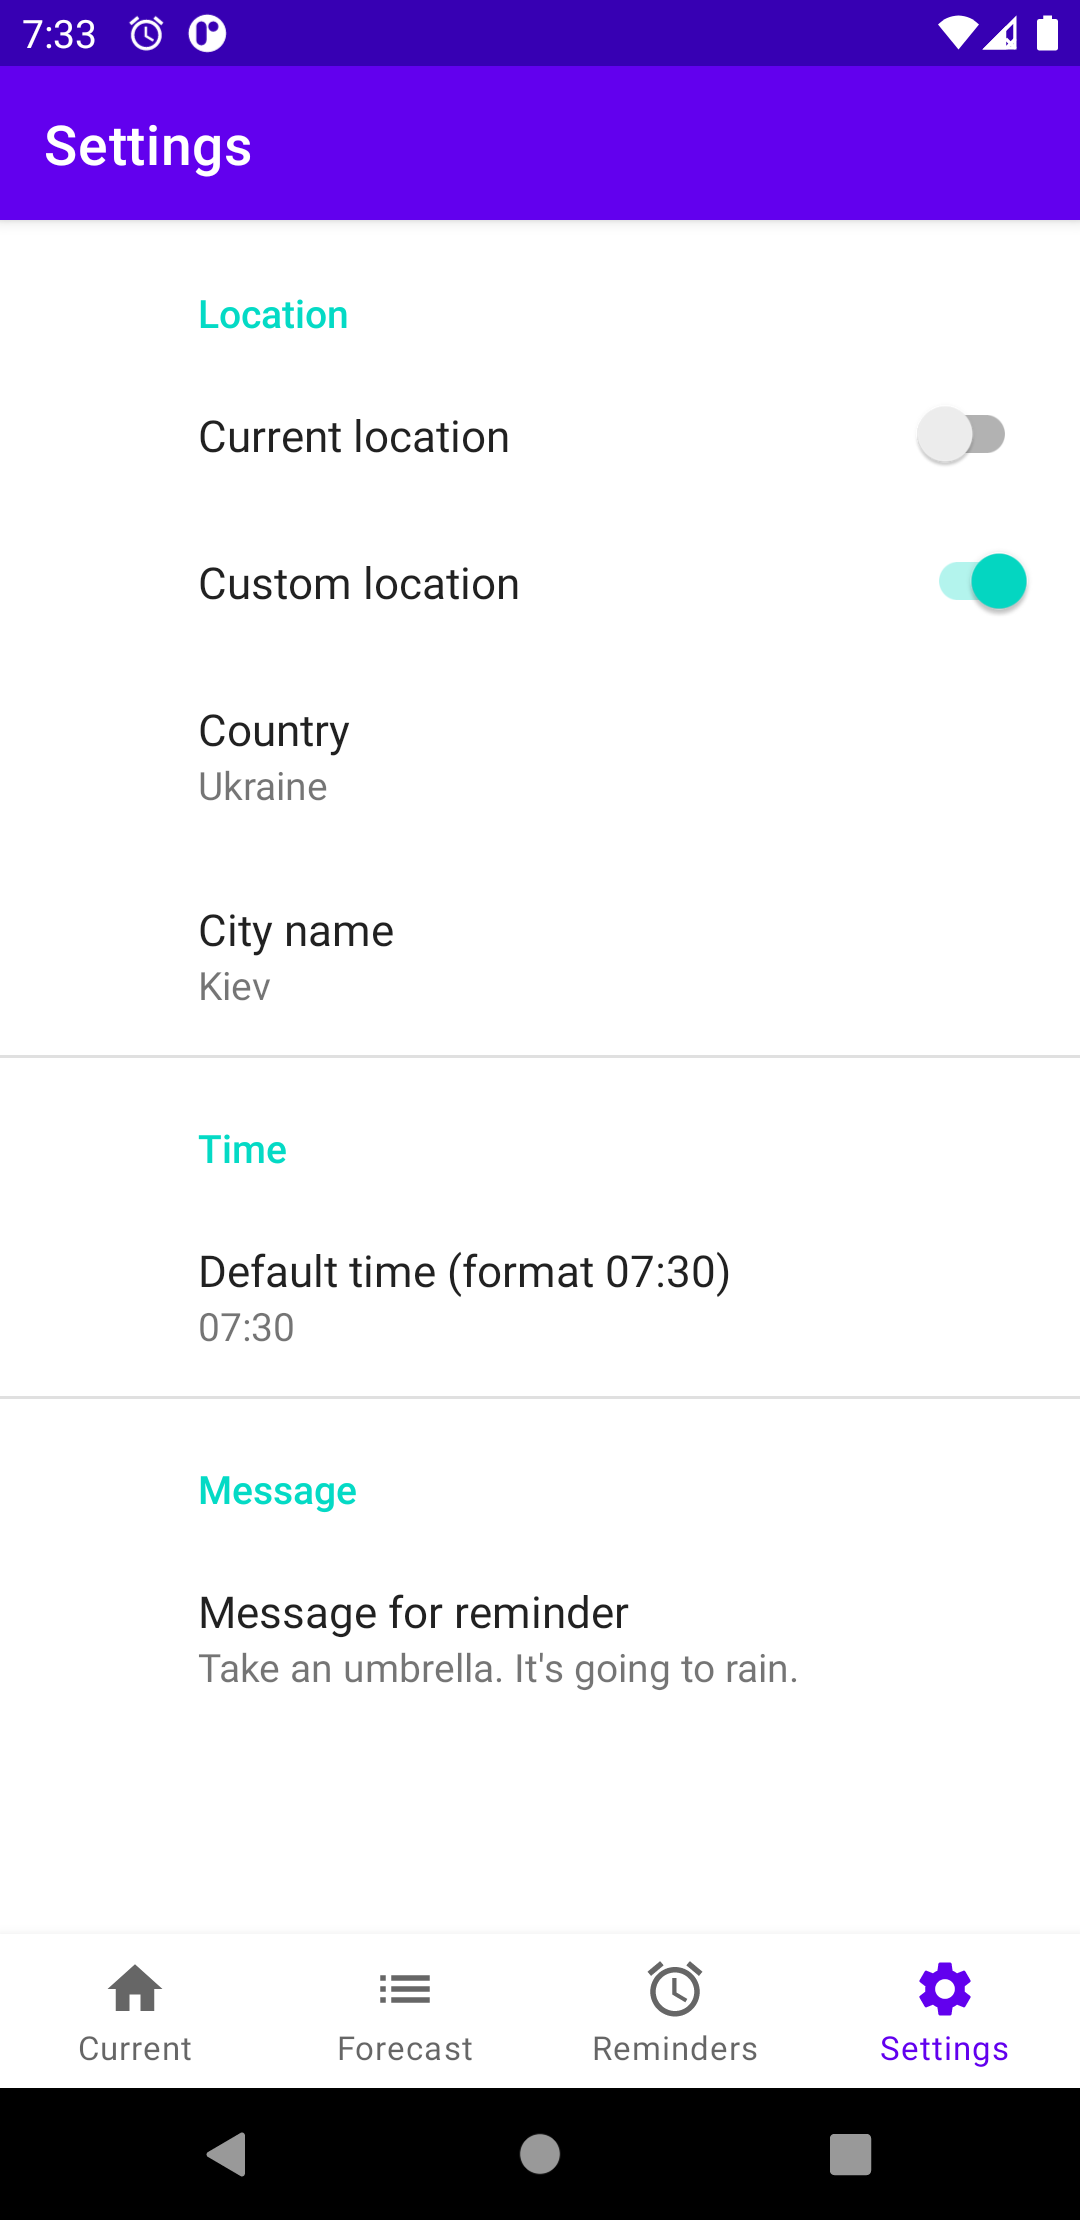 7:33
Settings
Location
Current location
Custom location
Country
Ukraine
City name
Kiev
Time
Default time (format 07:30)
07:30
Message
Message for reminder
Take an umbrella. It's going to rain.
Current
Forecast
Reminders
Settings